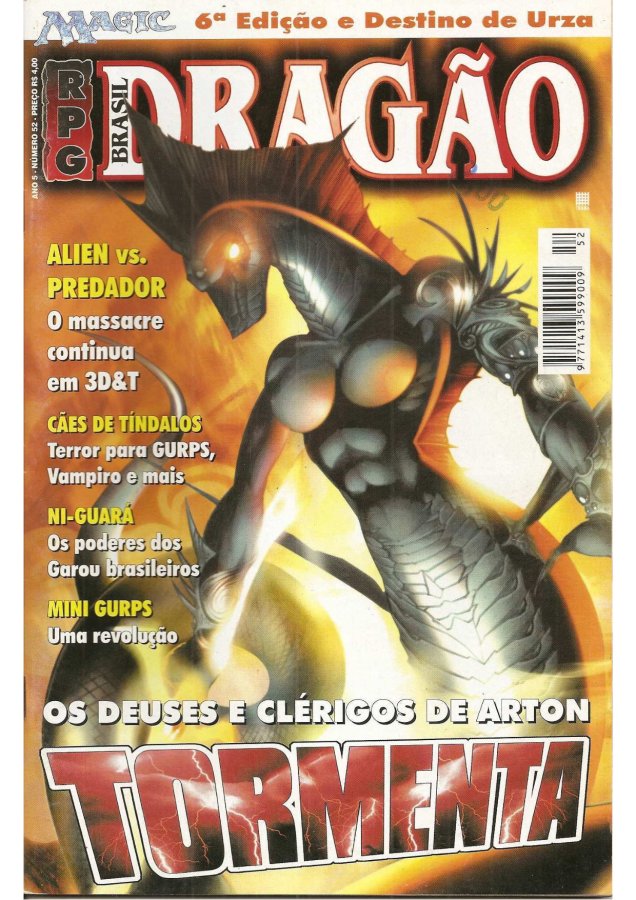 MAGIC 6ª Edição e Destino de Urza
ANO 5 - NÚMERO 52 - PREÇO R$ 4,00
RPG
BRASIL
DRAGÃO
ALIEN vs.
PREDADOR
O massacre
continua
em 3D&T
CÃES DE TÍNDALOS
Terror para GURPS,
Vampiro e mais
NI-GUARÁ
Os poderes dos
Garou brasileiros
MINI GURPS
Uma revolução
52
9771413599009
OS DEUSES E CLÉRIGOS DE ARTON
TORMENTA